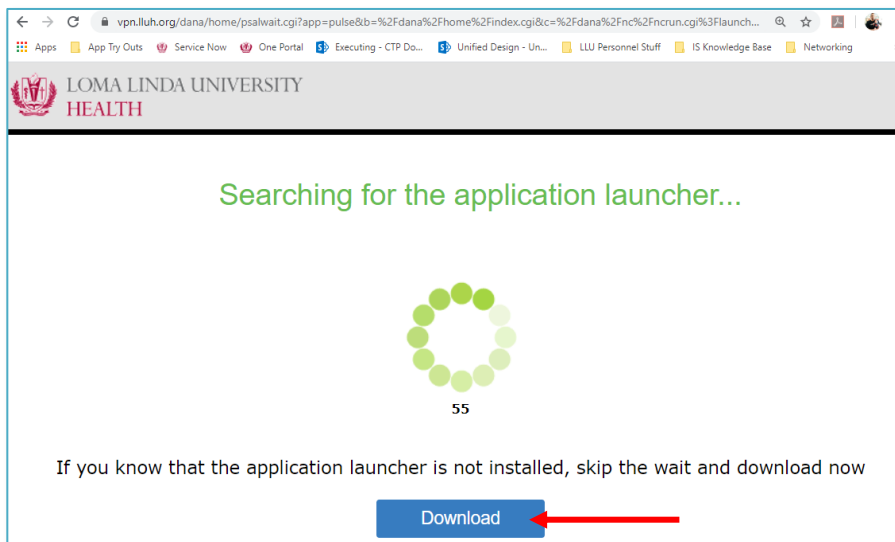 vpn.lluh.org/dana/home/psalwait.cgi?app=pulse&b=%2Fdana%2Fhome%2Findex.cgi&c=%2Fdana%2Fnc%2Fncrun.cgi%3Flaunch...
Apps App Try Outs Service Now One Portal Executing - CTP Do... Unified Design - Un... LLU Personnel Stuff IS Knowledge Base Networking
LOMA LINDA UNIVERSITY
HEALTH
Searching for the application launcher...
55
If you know that the application launcher is not installed, skip the wait and download now
Download